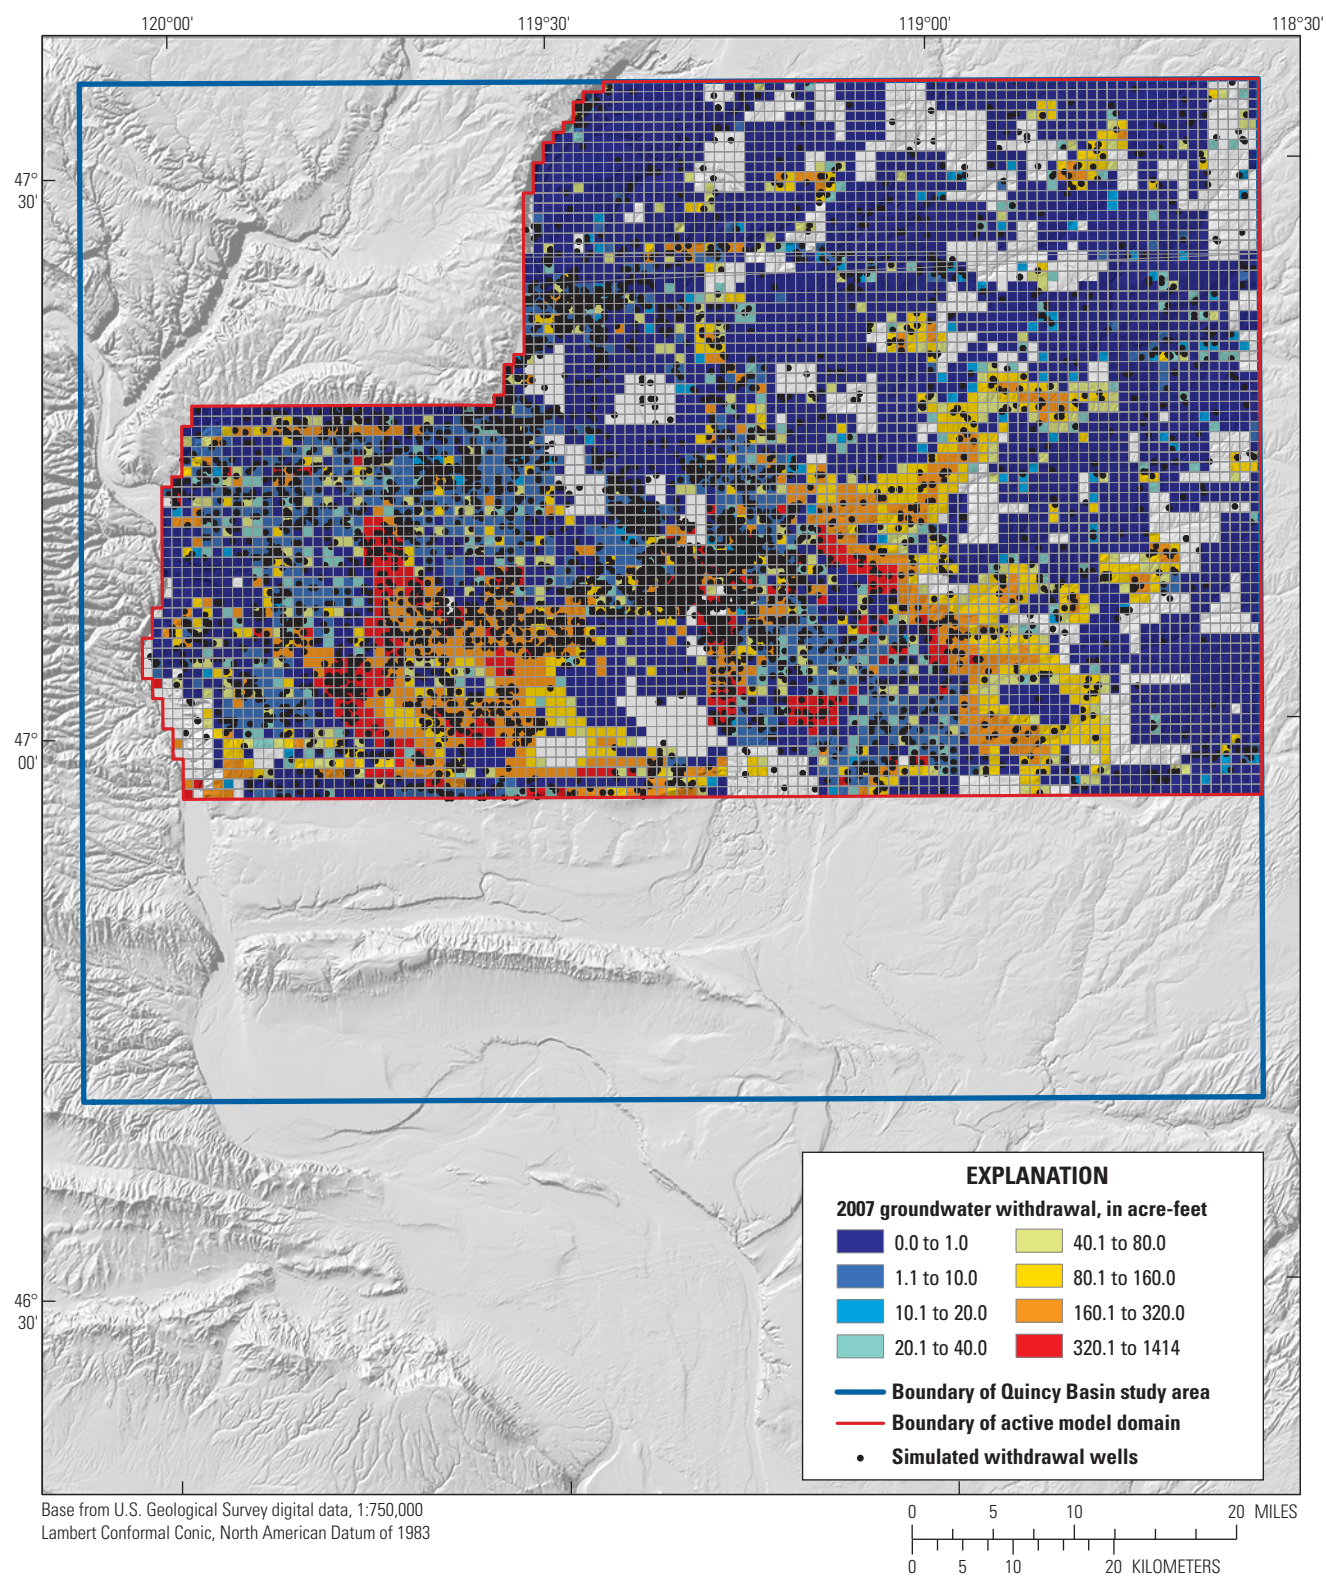 120°00'
119°30'
119°00'
118°30'
47°
30'
47°
00'
46°
30'
EXPLANATION
2007 groundwater withdrawal, in acre-feet
0.0 to 1.0
1.1 to 10.0
10.1 to 20.0
20.1 to 40.0
40.1 to 80.0
80.1 to 160.0
160.1 to 320.0
320.1 to 1414
Boundary of Quincy Basin study area
Boundary of active model domain
Simulated withdrawal wells
Base from U.S. Geological Survey digital data, 1:750,000
Lambert Conformal Conic, North American Datum of 1983
0 5 10 20 MILES
0 5 10 20 KILOMETERS